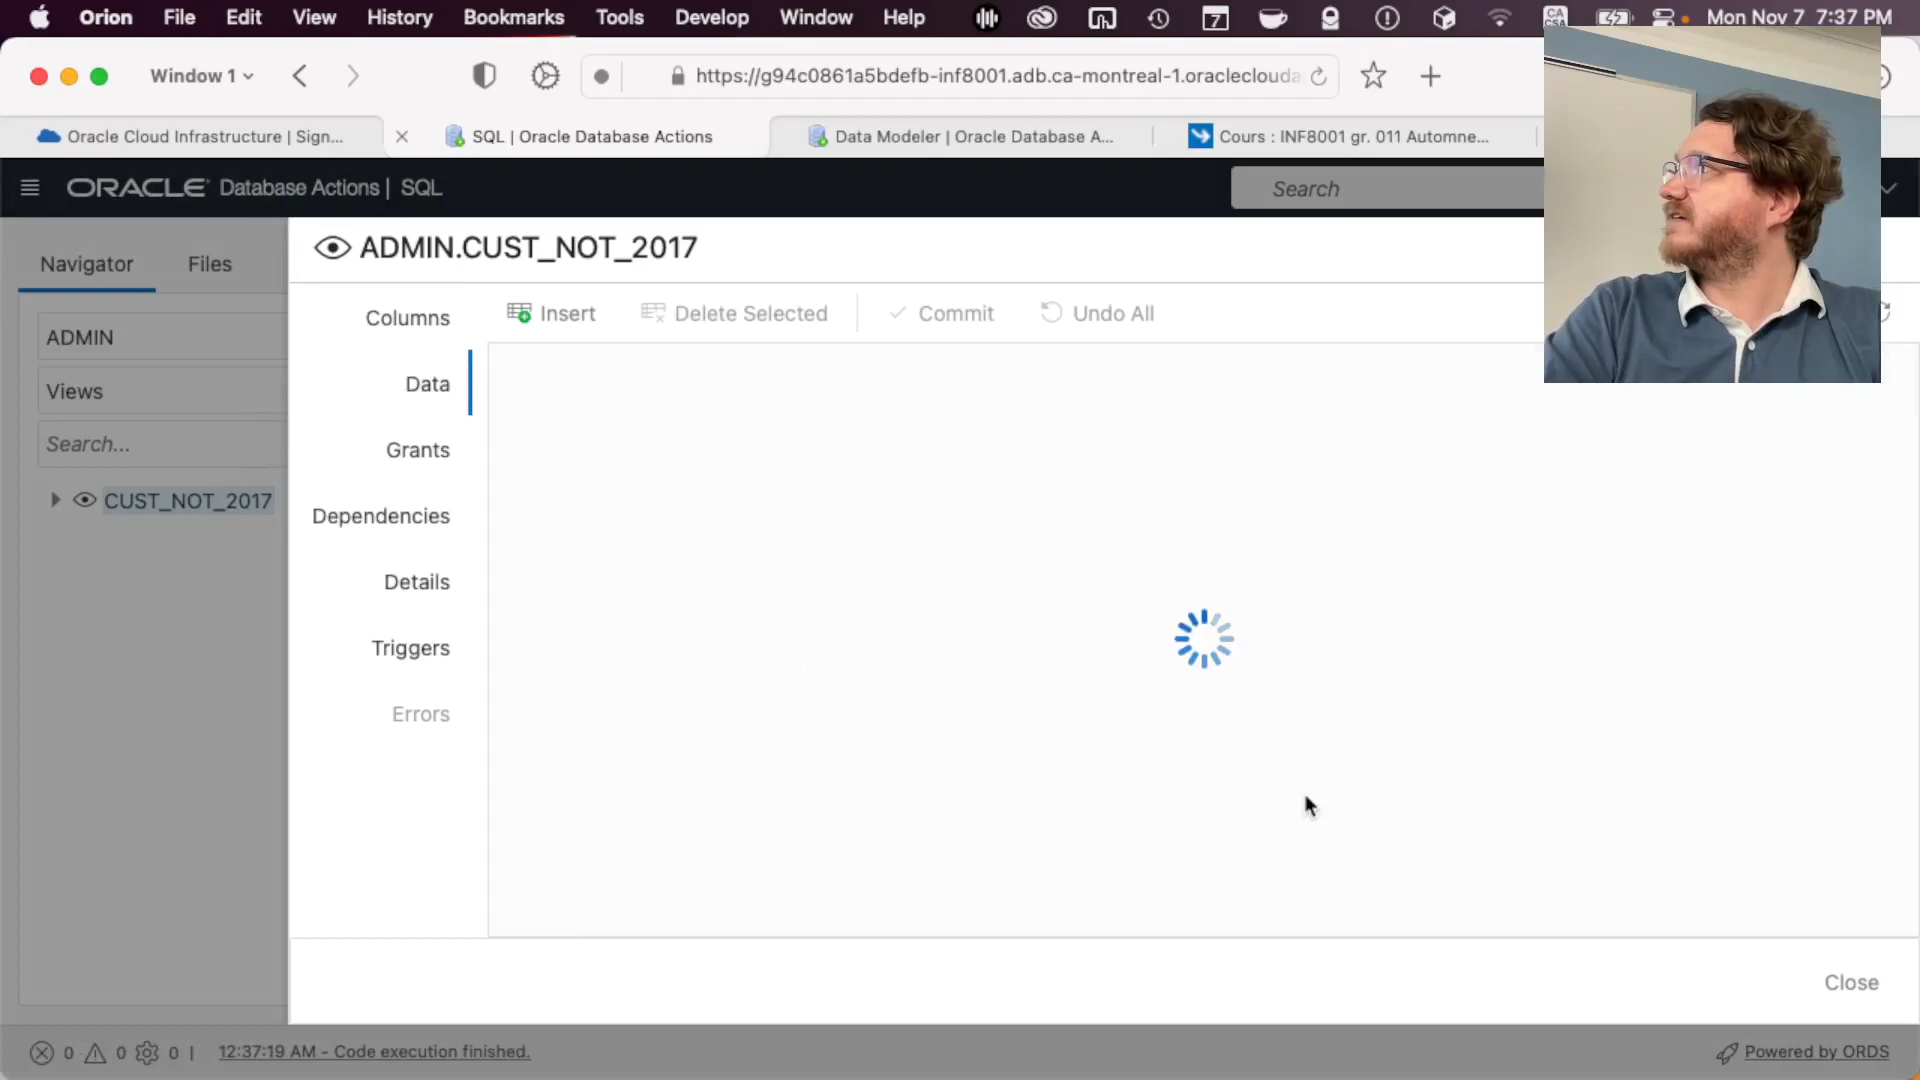 Orion File Edit View History Bookmarks Tools Develop Window Help 7 CA CSA Mon Nov 7 7:37 PM
Window 1 https://g94c0861a5bdefb-inf8001.adb.ca-montreal-1.oracleclouda
Oracle Cloud Infrastructure | Sign... SQL | Oracle Database Actions Data Modeler | Oracle Database A... Cours : INF8001 gr. 011 Automne...
ORACLE Database Actions | SQL Search
ADMIN.CUST_NOT_2017
Navigator Files
Columns Insert Delete Selected Commit Undo All
ADMIN
Data
Views
Search...
Grants
CUST_NOT_2017
Dependencies
Details
Triggers
Errors
Close
0 0 0 | 12:37:19 AM - Code execution finished. Powered by ORDS